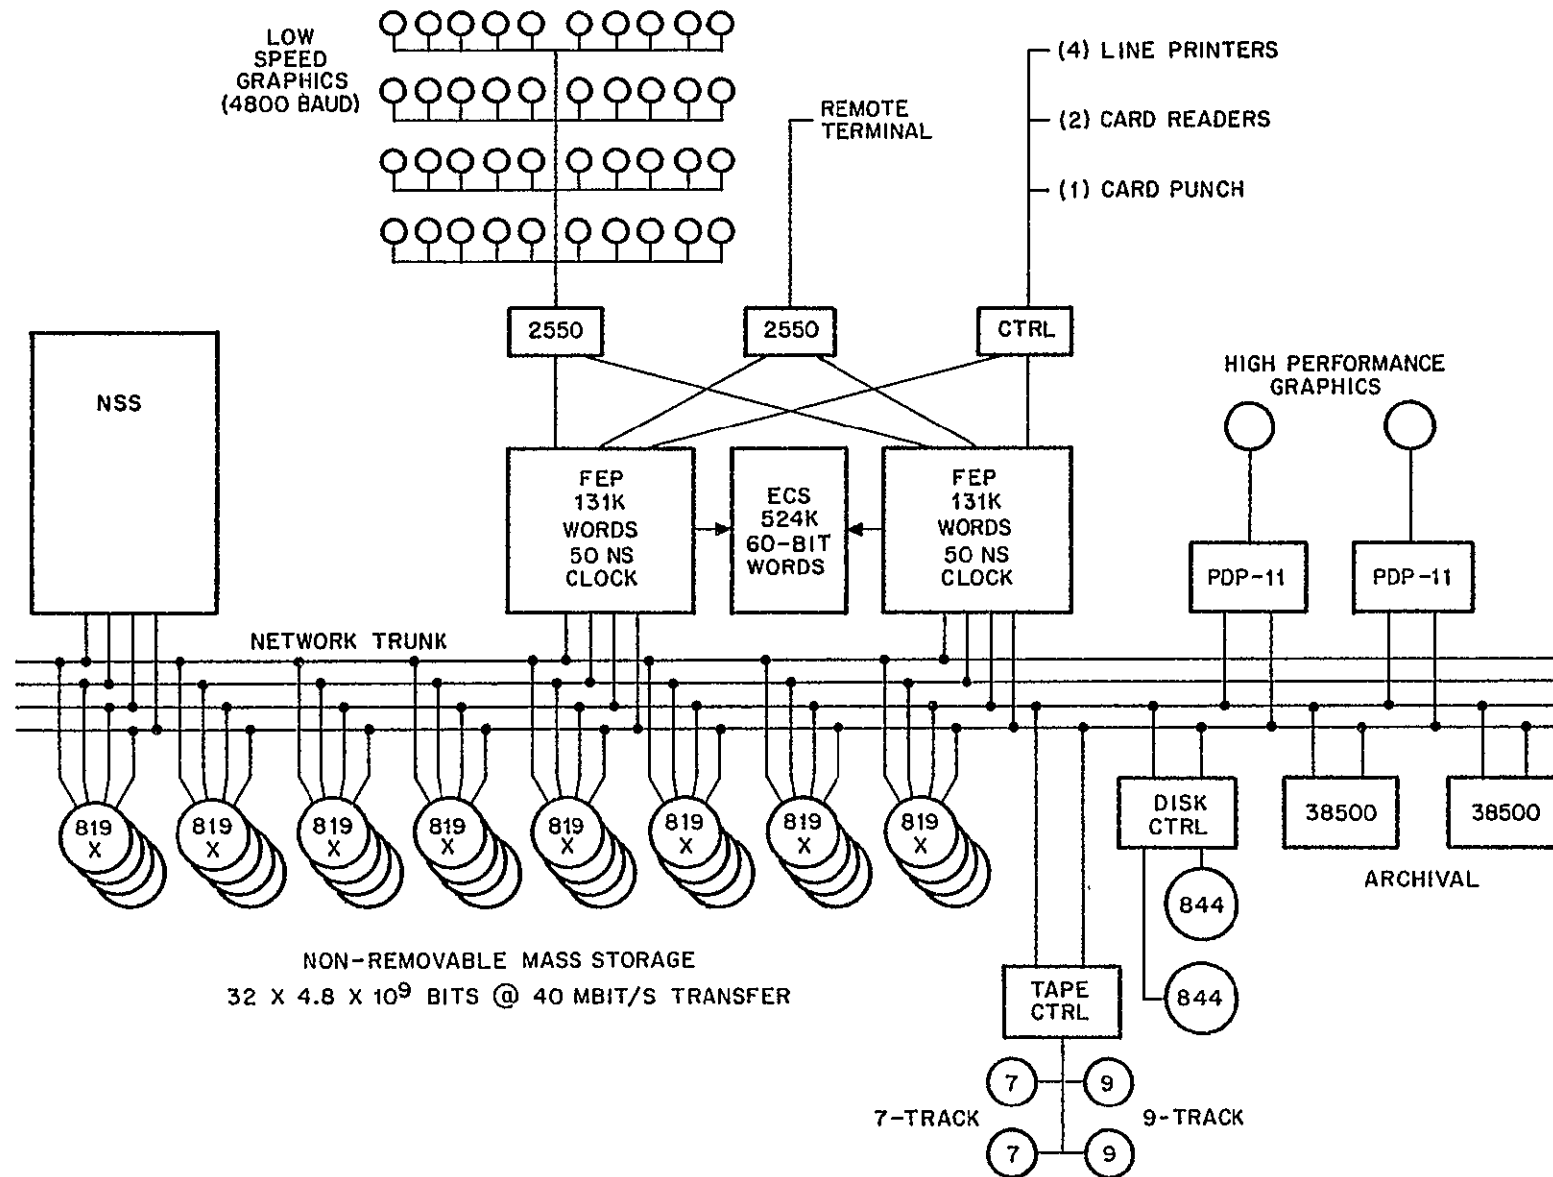 LOW
SPEED
GRAPHICS
(4800 BAUD)
REMOTE
TERMINAL
(4) LINE PRINTERS
(2) CARD READERS
(1) CARD PUNCH
2550
2550
CTRL
NSS
HIGH PERFORMANCE
GRAPHICS
FEP
131K
WORDS
50 NS
CLOCK
ECS
524K
60-BIT
WORDS
FEP
131K
WORDS
50 NS
CLOCK
PDP-11
PDP-11
NETWORK TRUNK
819
X
819
X
819
X
819
X
819
X
819
X
819
X
819
X
DISK
CTRL
38500
38500
ARCHIVAL
844
844
NON-REMOVABLE MASS STORAGE
32 X 4.8 X 10⁹ BITS @ 40 MBIT/S TRANSFER
TAPE
CTRL
7
9
7-TRACK
9-TRACK
7
9